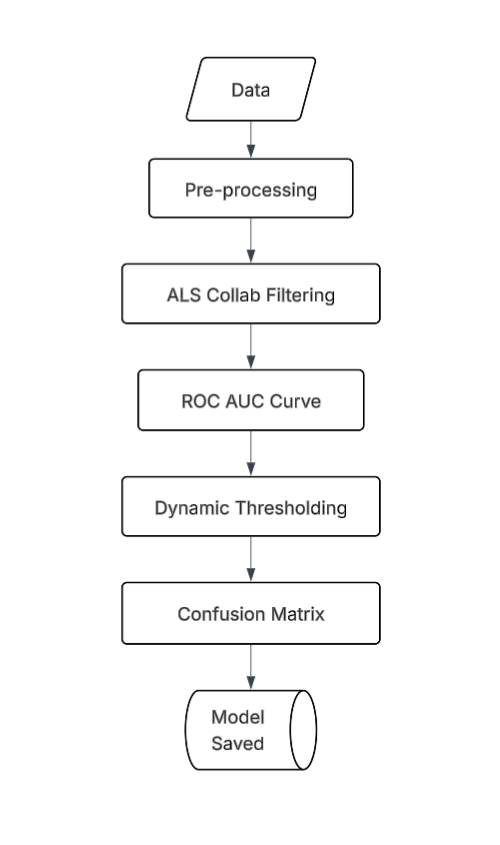 Data
Pre-processing
ALS Collab Filtering
ROC AUC Curve
Dynamic Thresholding
Confusion Matrix
Model
Saved